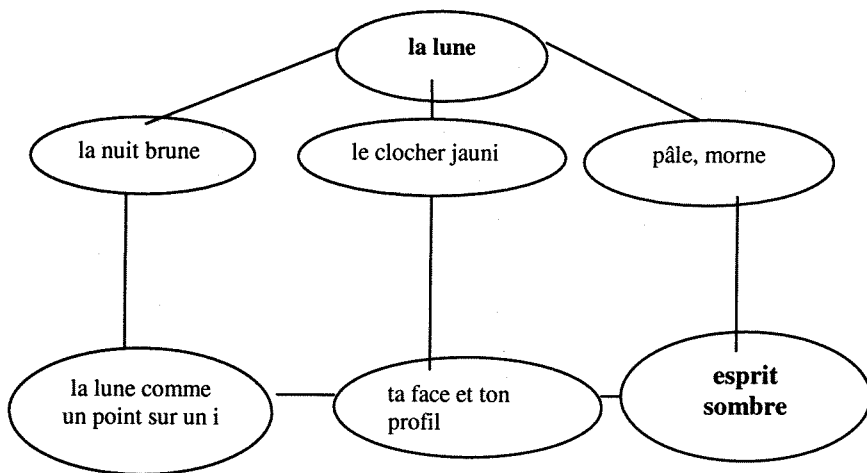 la lune
la nuit brune
le clocher jauni
pâle, morne
la lune comme
un point sur un i
ta face et ton
profil
esprit
sombre